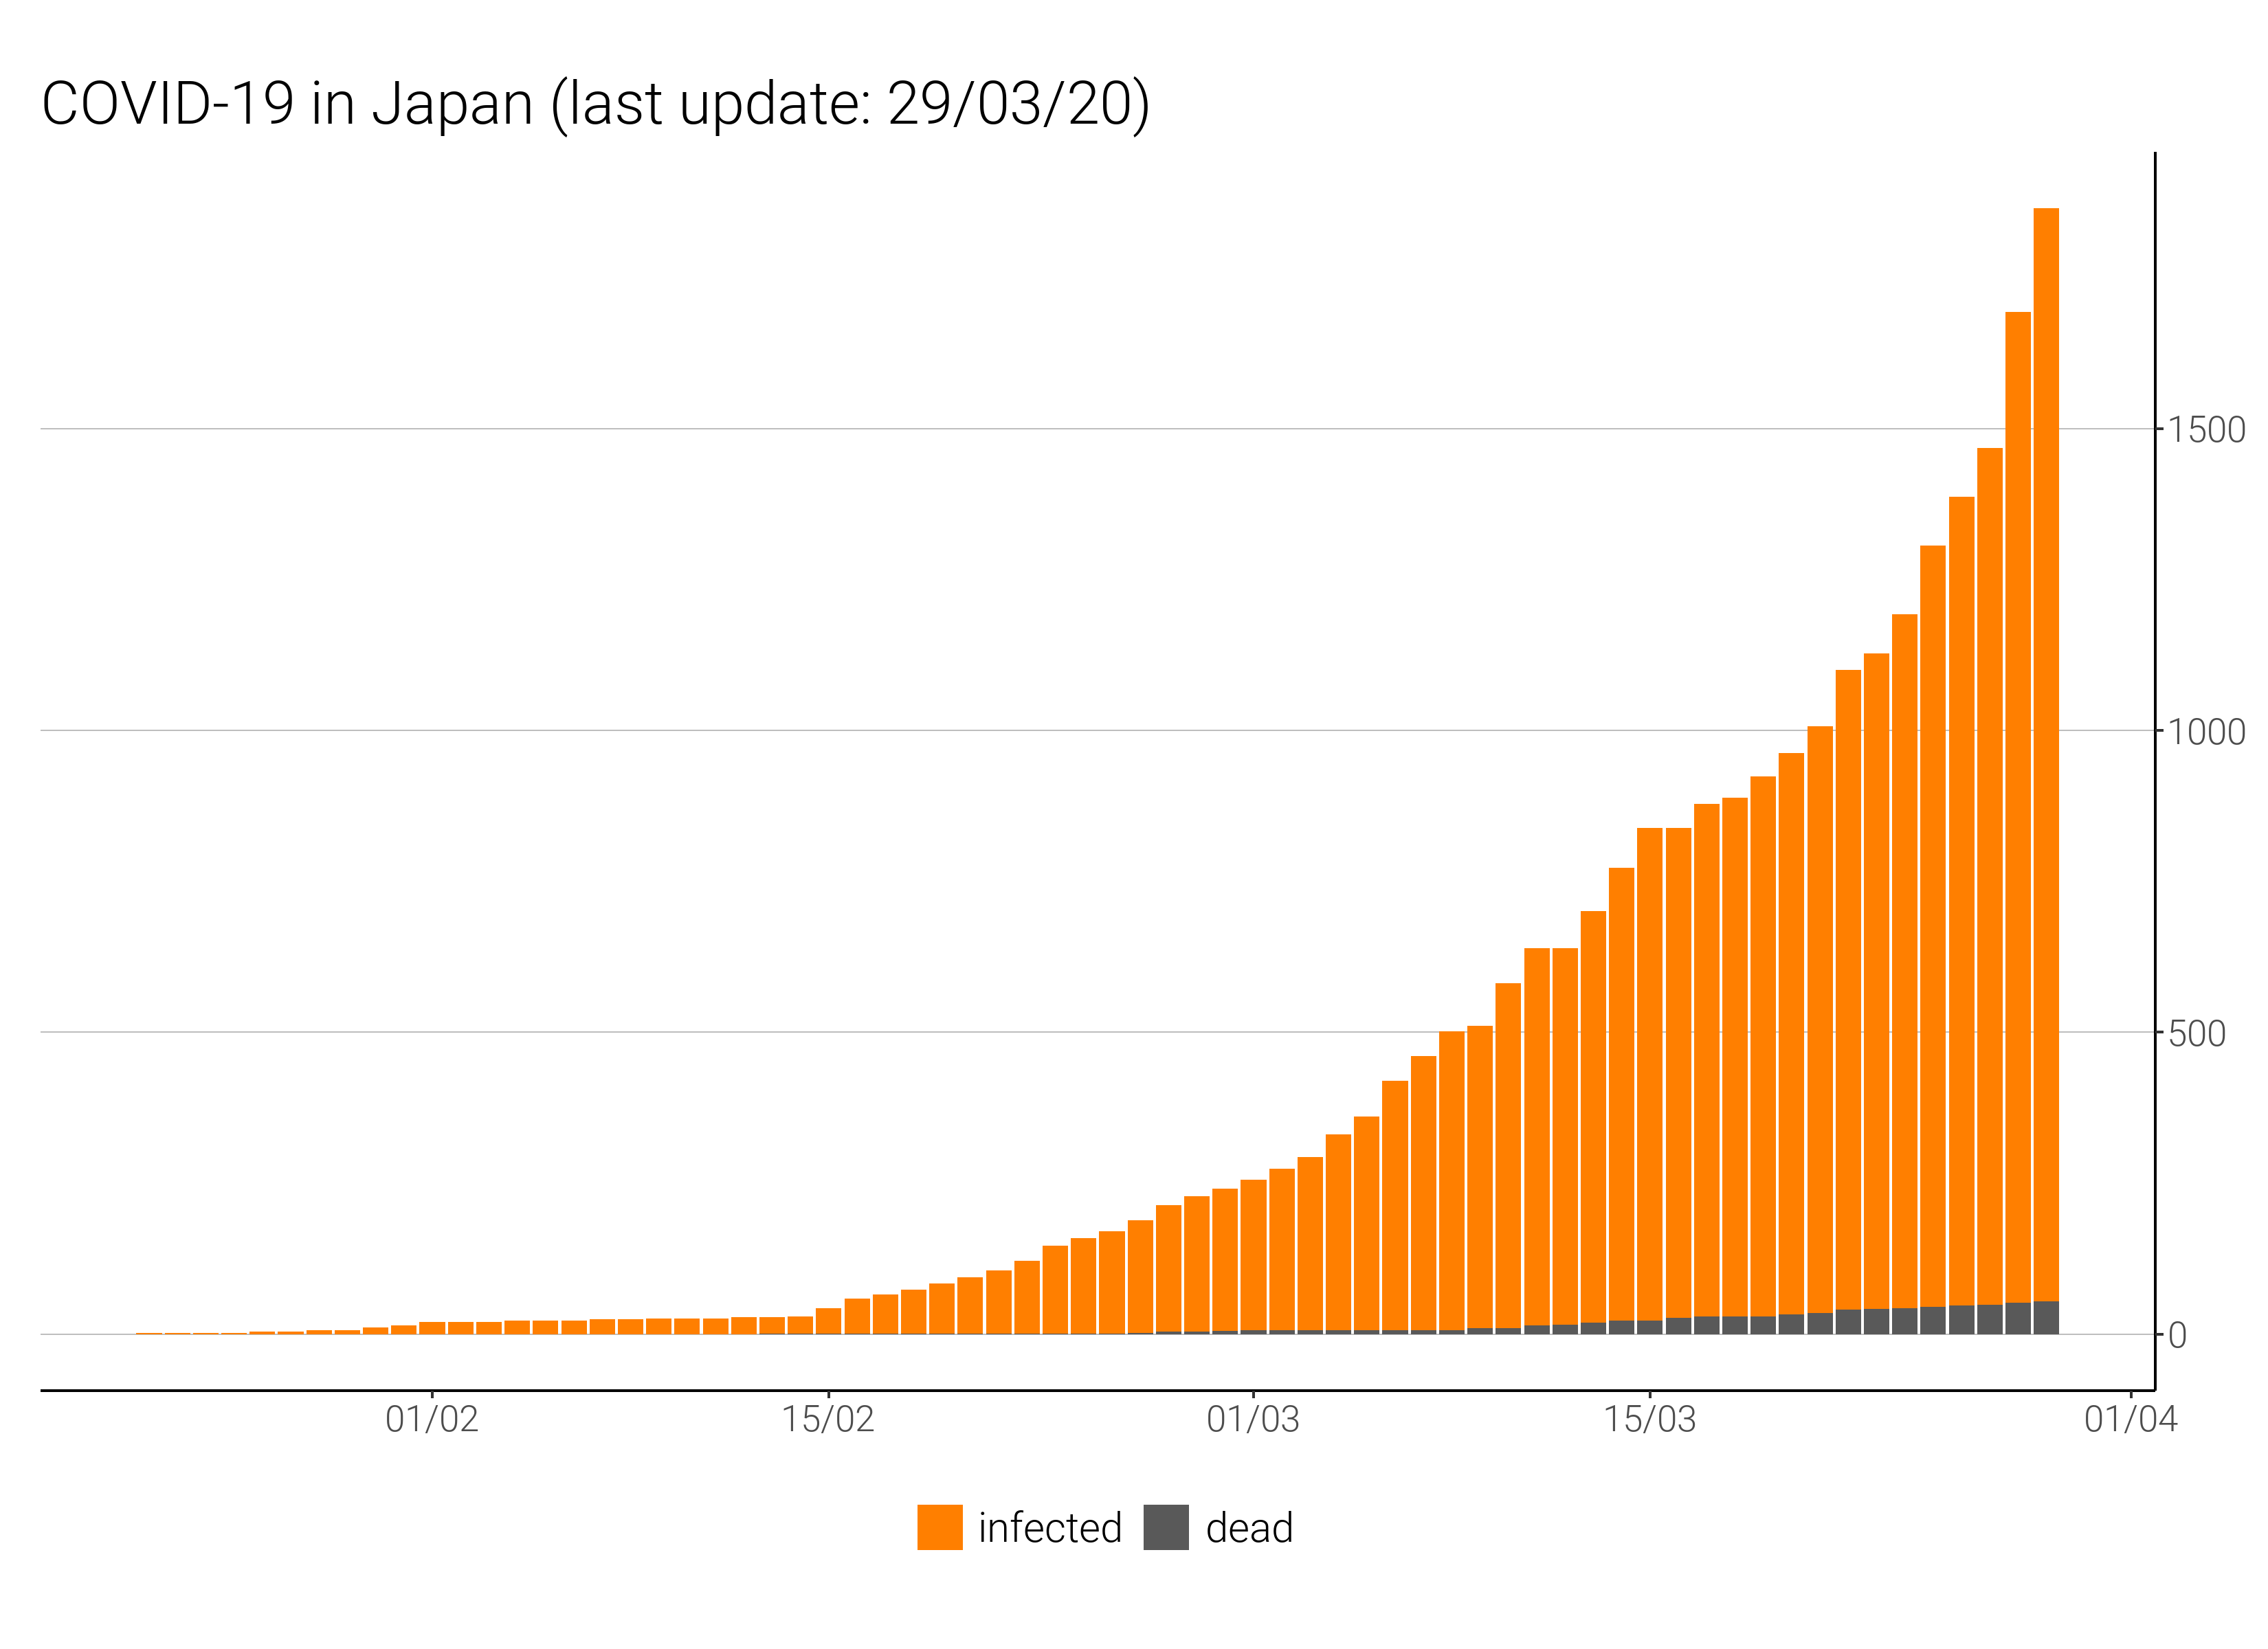 COVID-19 in Japan (last update: 29/03/20)
1500
1000
500
0
01/02 15/02 01/03 15/03 01/04
infected dead